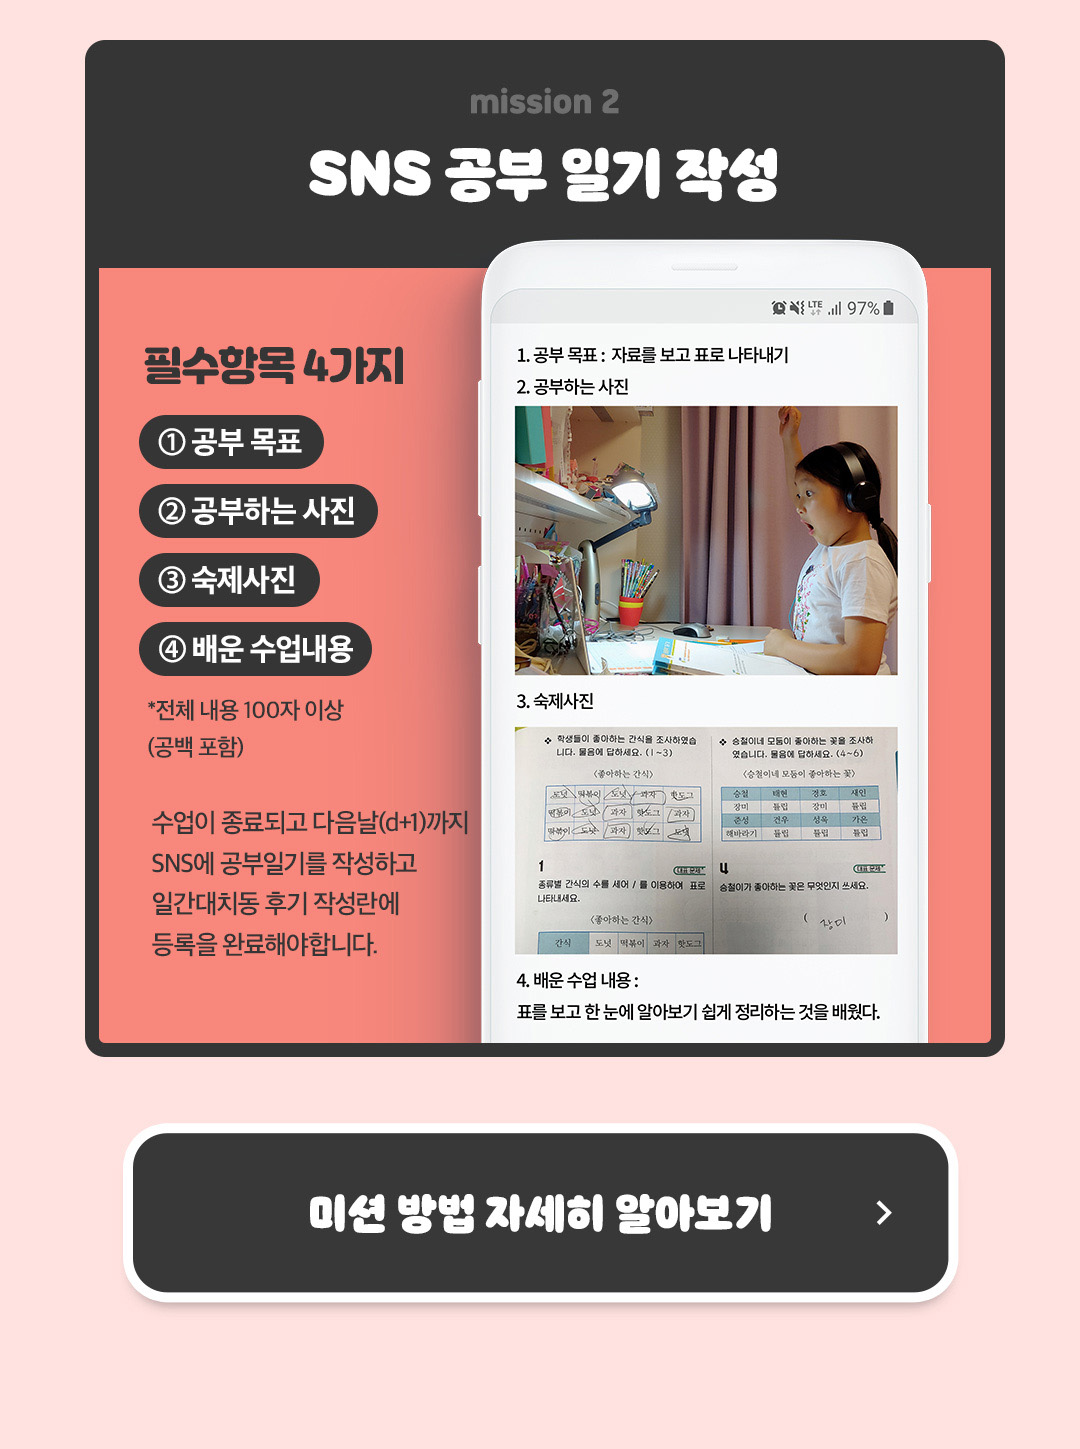 mission 2
SNS 공부 일기 작성
필수항목 4가지
① 공부 목표
② 공부하는 사진
③ 숙제사진
④ 배운 수업내용
*전체 내용 100자 이상
(공백 포함)
수업이 종료되고 다음날(d+1)까지
SNS에 공부일기를 작성하고
일간대치동 후기 작성란에
등록을 완료해야합니다.
LTE 97%
1. 공부 목표 : 자료를 보고 표로 나타내기
2. 공부하는 사진
3. 숙제사진
❖ 학생들이 좋아하는 간식을 조사하였습
니다. 물음에 답하세요. (1~3)
〈좋아하는 간식〉
도넛 떡볶이 도넛 과자 핫도그
떡볶이 도넛 과자 핫도그 과자
떡볶이 도넛 과자 핫도그 도넛
1
대표 문제
종류별 간식의 수를 세어 / 를 이용하여 표로
나타내세요.
〈좋아하는 간식〉
간식 도넛 떡볶이 과자 핫도그
❖ 승철이네 모둠이 좋아하는 꽃을 조사하
였습니다. 물음에 답하세요. (4~6)
〈승철이네 모둠이 좋아하는 꽃〉
승철 태현 경호 새인
장미 튤립 장미 튤립
준성 건우 성욱 가은
해바라기 튤립 튤립 튤립
4
대표 문제
승철이가 좋아하는 꽃은 무엇인지 쓰세요.
( 장미 )
4. 배운 수업 내용 :
표를 보고 한 눈에 알아보기 쉽게 정리하는 것을 배웠다.
미션 방법 자세히 알아보기